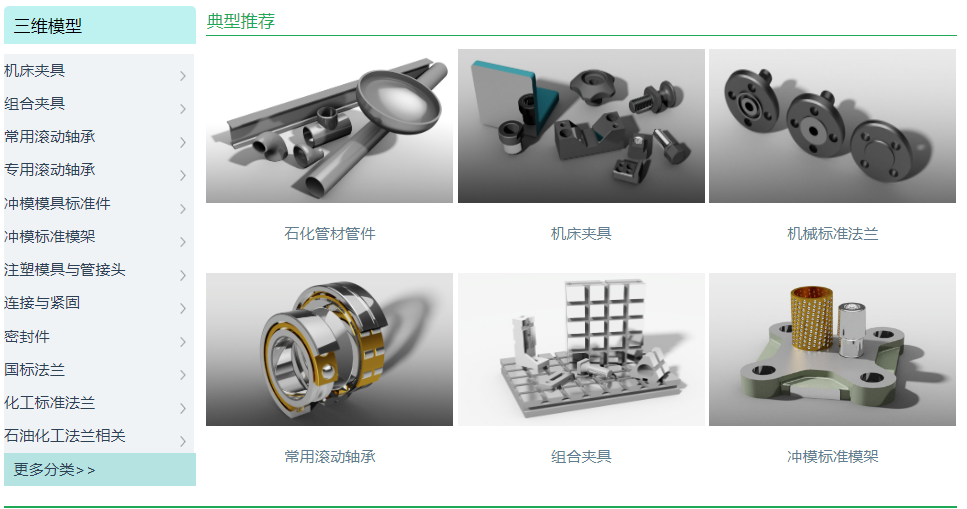 三维模型
机床夹具
组合夹具
常用滚动轴承
专用滚动轴承
冲模模具标准件
冲模标准模架
注塑模具与管接头
连接与紧固
密封件
国标法兰
化工标准法兰
石油化工法兰相关
更多分类>>
典型推荐
石化管材管件
机床夹具
机械标准法兰
常用滚动轴承
组合夹具
冲模标准模架